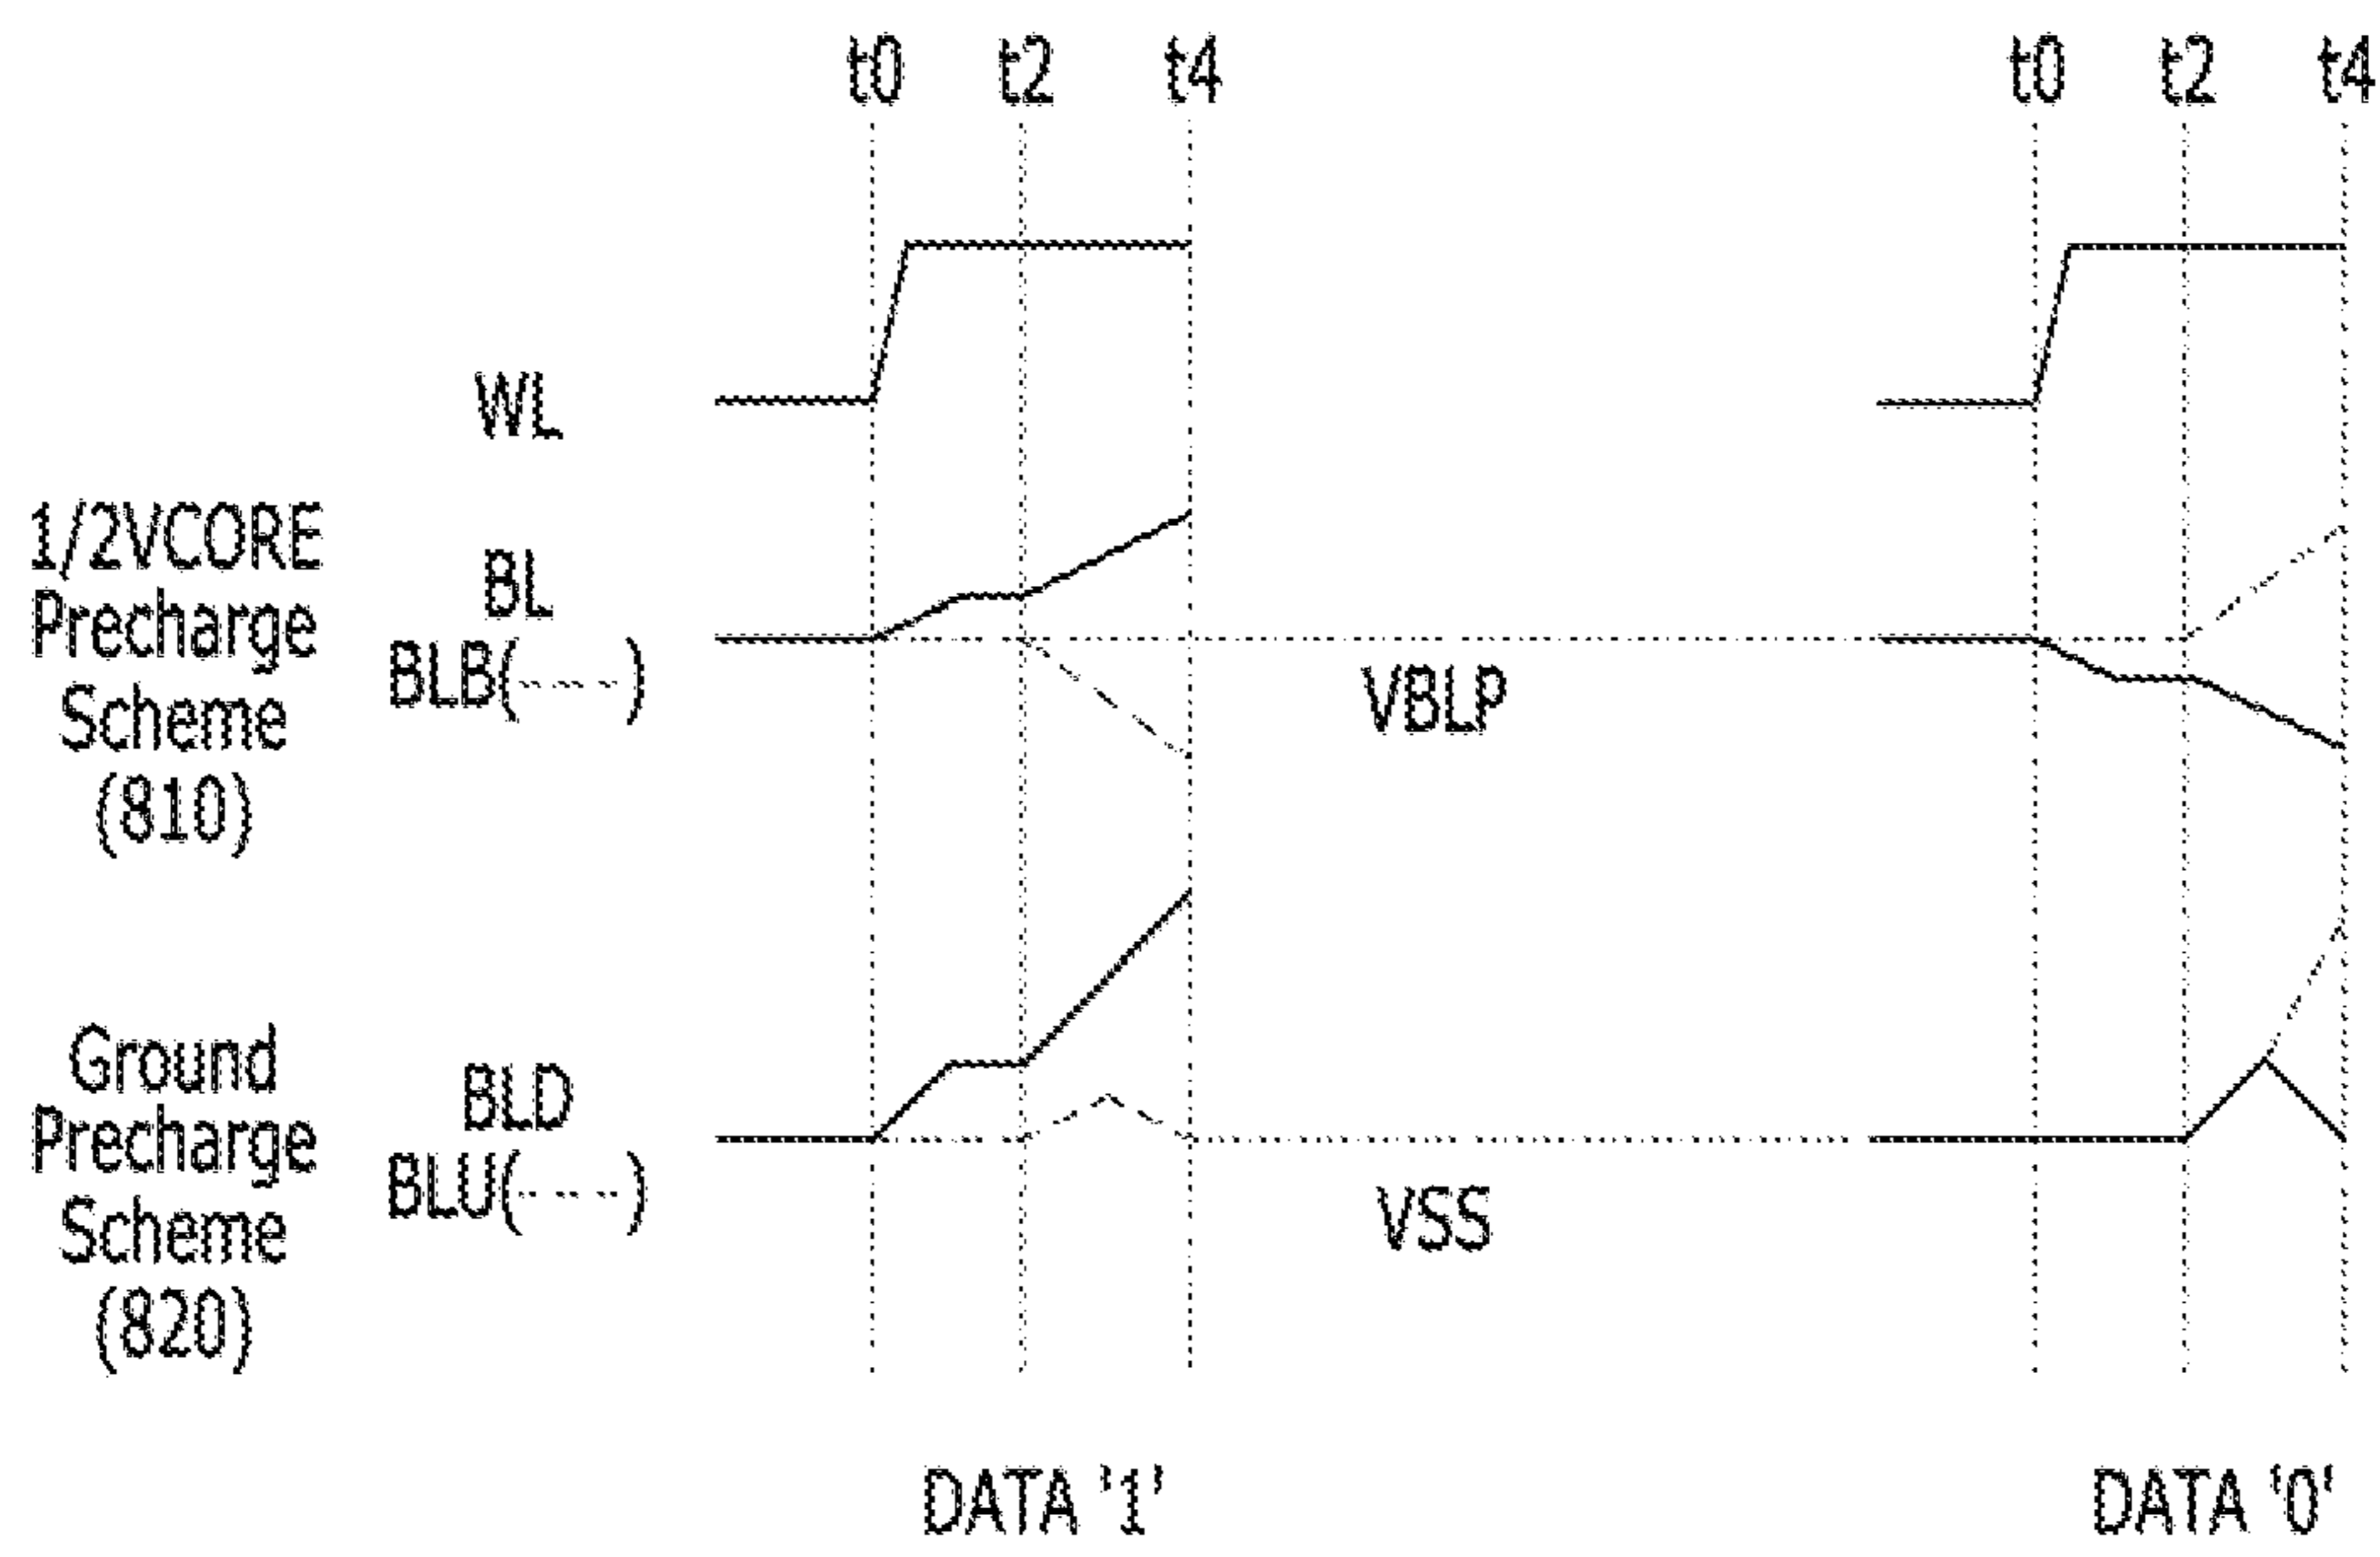 t0 t2 t4 t0 t2 t4
WL
1/2VCORE
Precharge
Scheme
(810)
BL
BLB(-----)
VBLP
Ground
Precharge
Scheme
(820)
BLD
BLU(----)
VSS
DATA '1' DATA '0'